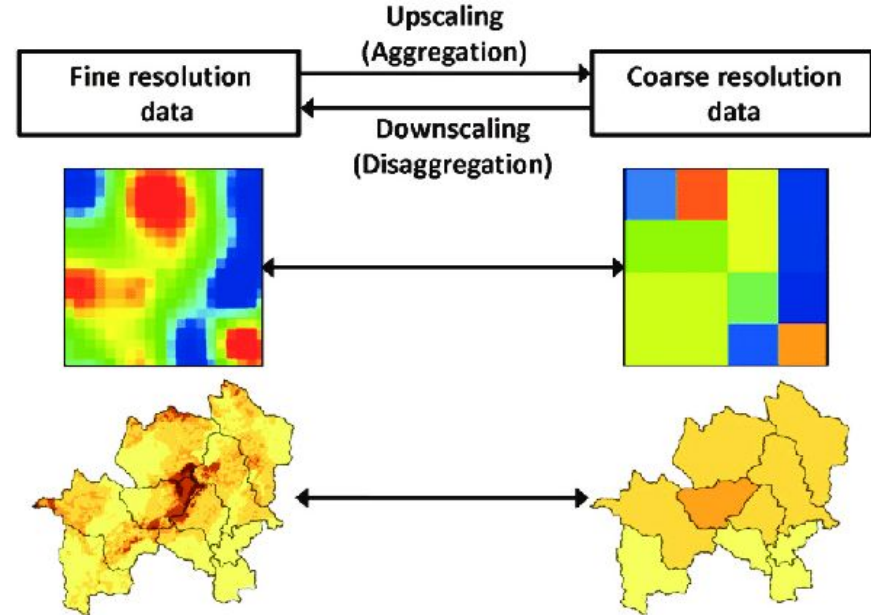 Upscaling
(Aggregation)
Fine resolution
data
Coarse resolution
data
Downscaling
(Disaggregation)